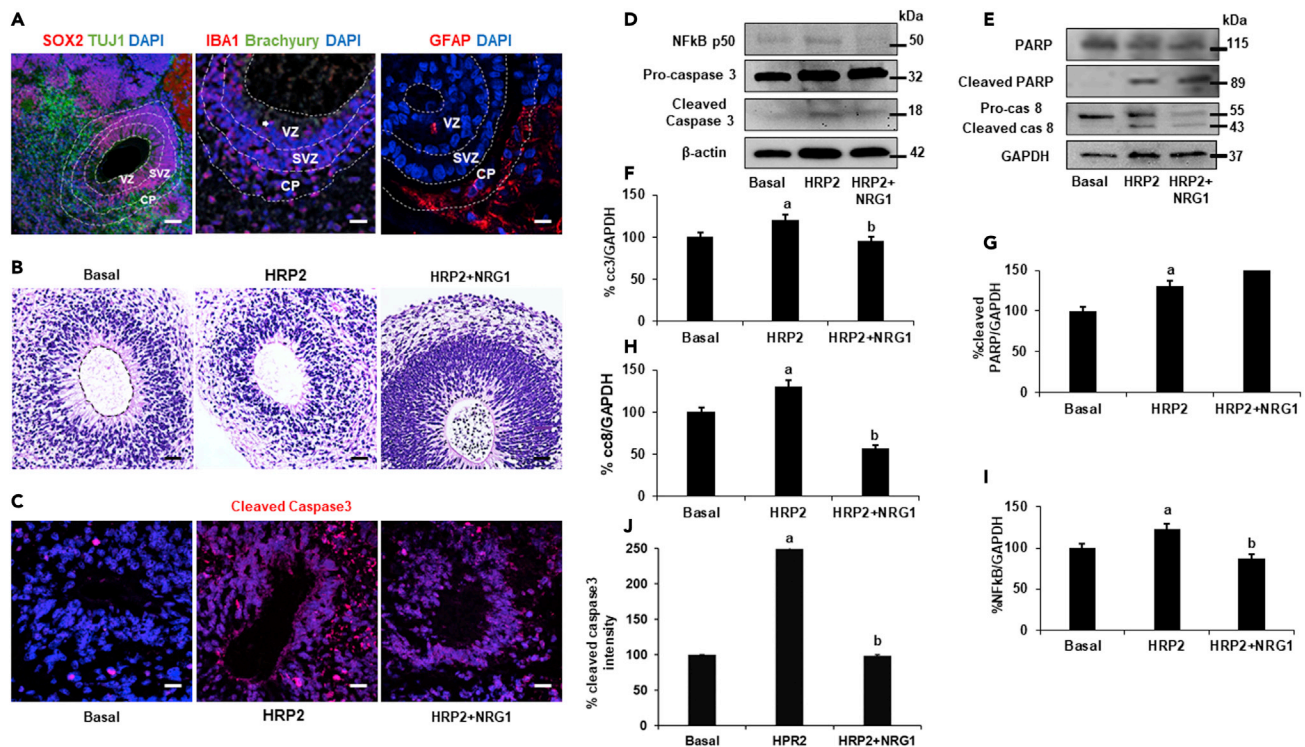 A
SOX2 TUJ1 DAPI
IBA1 Brachyury DAPI
GFAP DAPI
VZ
SVZ
CP
VZ
SVZ
CP
VZ
SVZ
CP
B
Basal
HRP2
HRP2+NRG1
C
Cleaved Caspase3
Basal
HRP2
HRP2+NRG1
D
kDa
NFkB p50
50
Pro-caspase 3
32
Cleaved
Caspase 3
18
β-actin
42
Basal
HRP2
HRP2+
NRG1
E
kDa
PARP
115
Cleaved PARP
89
Pro-cas 8
55
Cleaved cas 8
43
GAPDH
37
Basal
HRP2
HRP2+
NRG1
F
% cc3/GAPDH
150
100
50
0
a
b
Basal
HRP2
HRP2+NRG1
G
%cleaved
PARP/GAPDH
150
100
50
0
a
Basal
HRP2
HRP2+NRG1
H
% cc8/GAPDH
150
100
50
0
a
b
Basal
HRP2
HRP2+NRG1
I
%NFkB/GAPDH
150
100
50
0
a
b
Basal
HRP2
HRP2+NRG1
J
% cleaved caspase3
intensity
250
200
150
100
50
0
a
b
Basal
HPR2
HRP2+NRG1